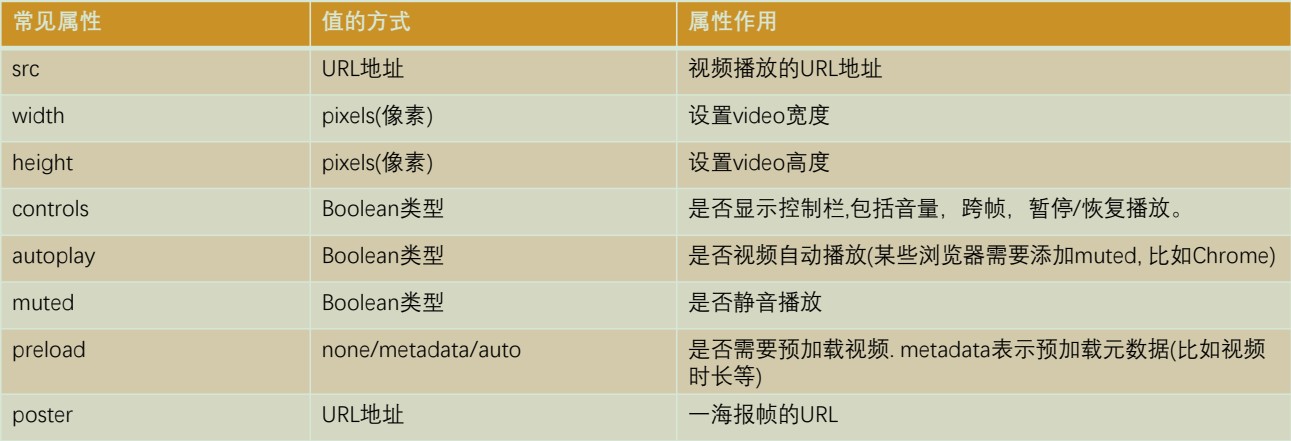 常见属性 值的方式 属性作用
src URL地址 视频播放的URL地址
width pixels(像素) 设置video宽度
height pixels(像素) 设置video高度
controls Boolean类型 是否显示控制栏,包括音量，跨帧，暂停/恢复播放。
autoplay Boolean类型 是否视频自动播放(某些浏览器需要添加muted, 比如Chrome)
muted Boolean类型 是否静音播放
preload none/metadata/auto 是否需要预加载视频. metadata表示预加载元数据(比如视频
时长等)
poster URL地址 一海报帧的URL